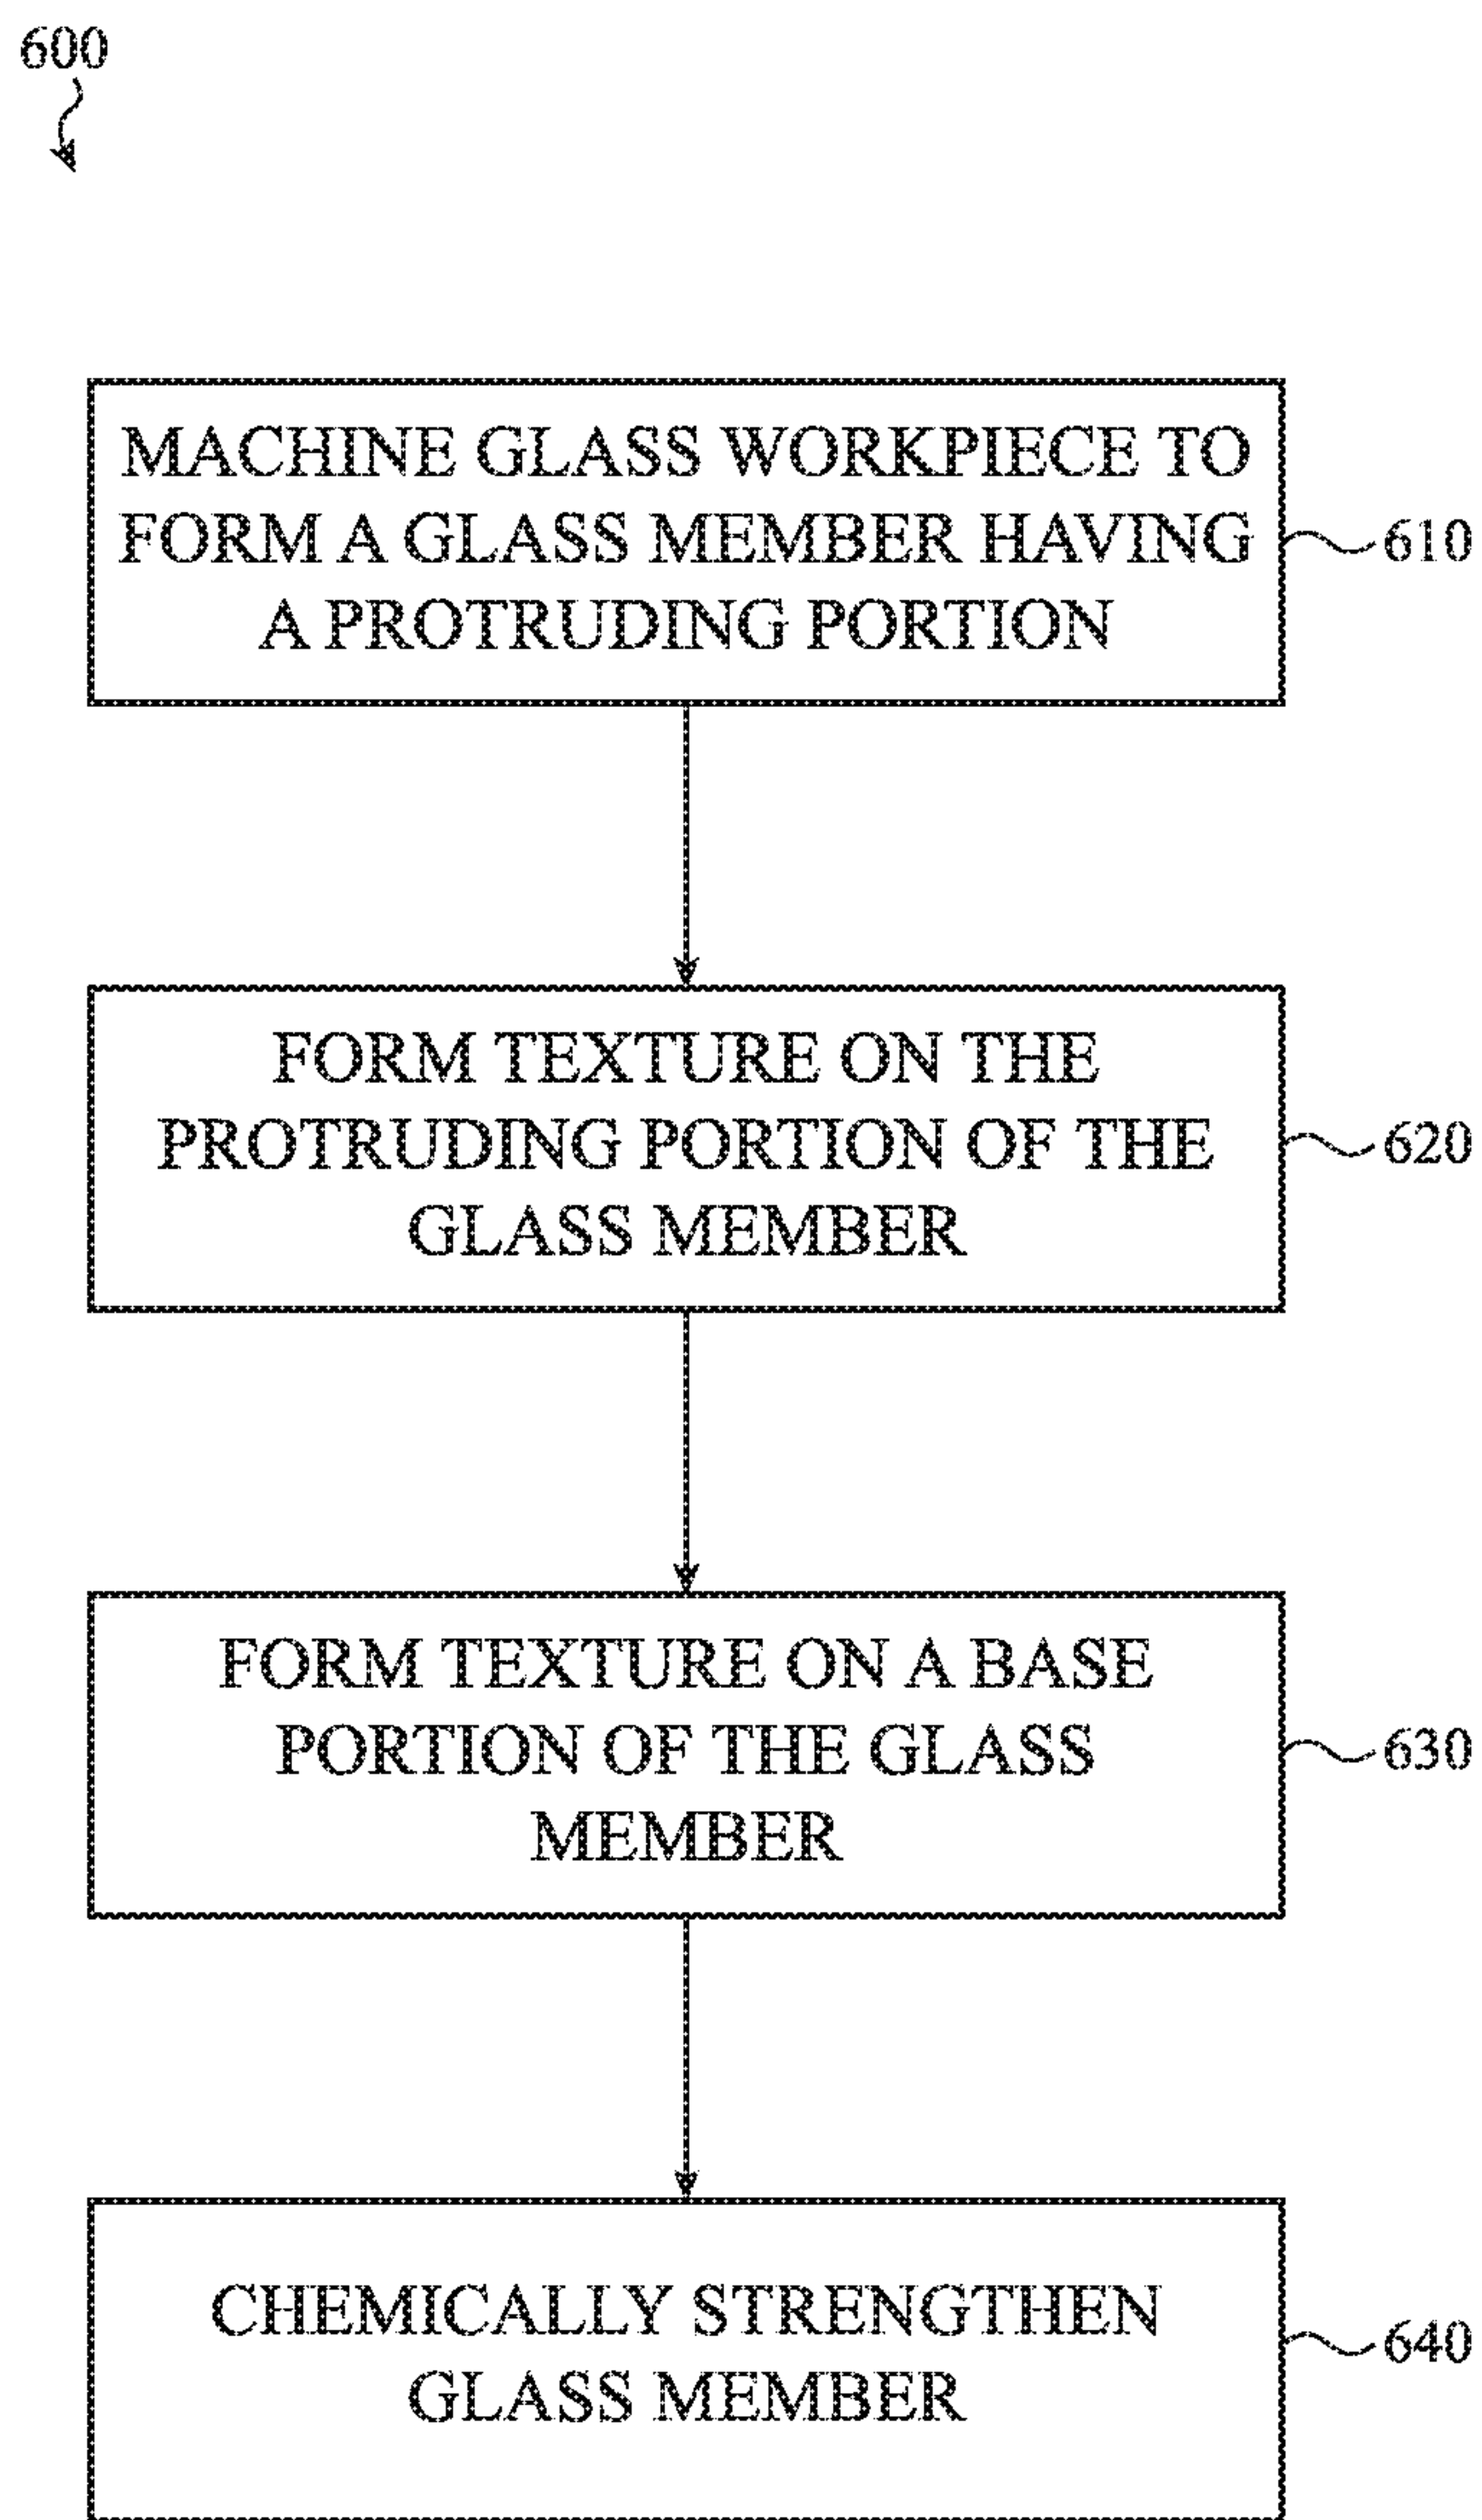 600
MACHINE GLASS WORKPIECE TO
FORM A GLASS MEMBER HAVING
A PROTRUDING PORTION
610
FORM TEXTURE ON THE
PROTRUDING PORTION OF THE
GLASS MEMBER
620
FORM TEXTURE ON A BASE
PORTION OF THE GLASS
MEMBER
630
CHEMICALLY STRENGTHEN
GLASS MEMBER
640